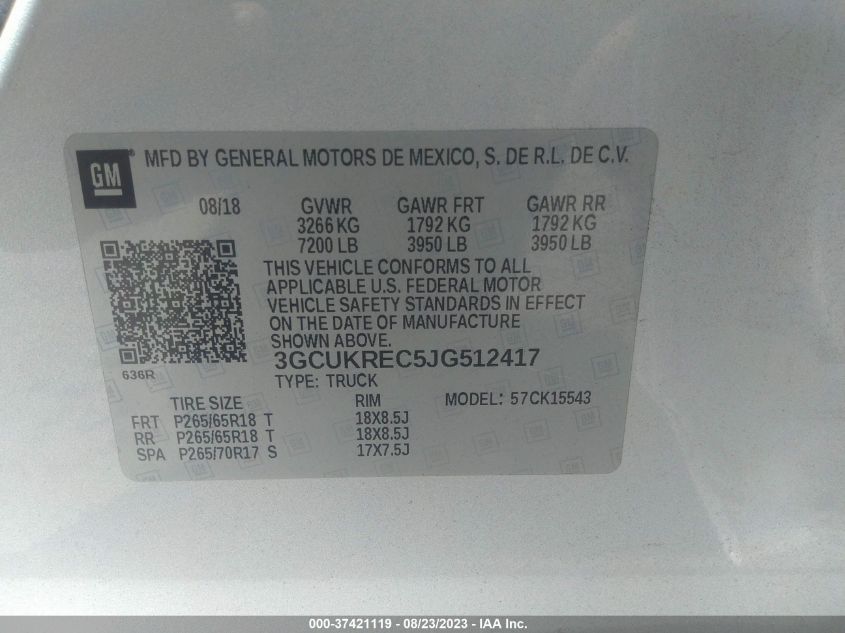 GM ® MFD BY GENERAL MOTORS DE MEXICO, S. DE R.L. DE C.V.
08/18 GVWR GAWR FRT GAWR RR
3266 KG 1792 KG 1792 KG
7200 LB 3950 LB 3950 LB
THIS VEHICLE CONFORMS TO ALL
APPLICABLE U.S. FEDERAL MOTOR
VEHICLE SAFETY STANDARDS IN EFFECT
ON THE DATE OF MANUFACTURE
SHOWN ABOVE.
3GCUKREC5JG512417
636R
TYPE: TRUCK
TIRE SIZE RIM MODEL: 57CK15543
FRT P265/65R18 T 18X8.5J
RR P265/65R18 T 18X8.5J
SPA P265/70R17 S 17X7.5J
000-37421119 - 08/23/2023 - IAA Inc.